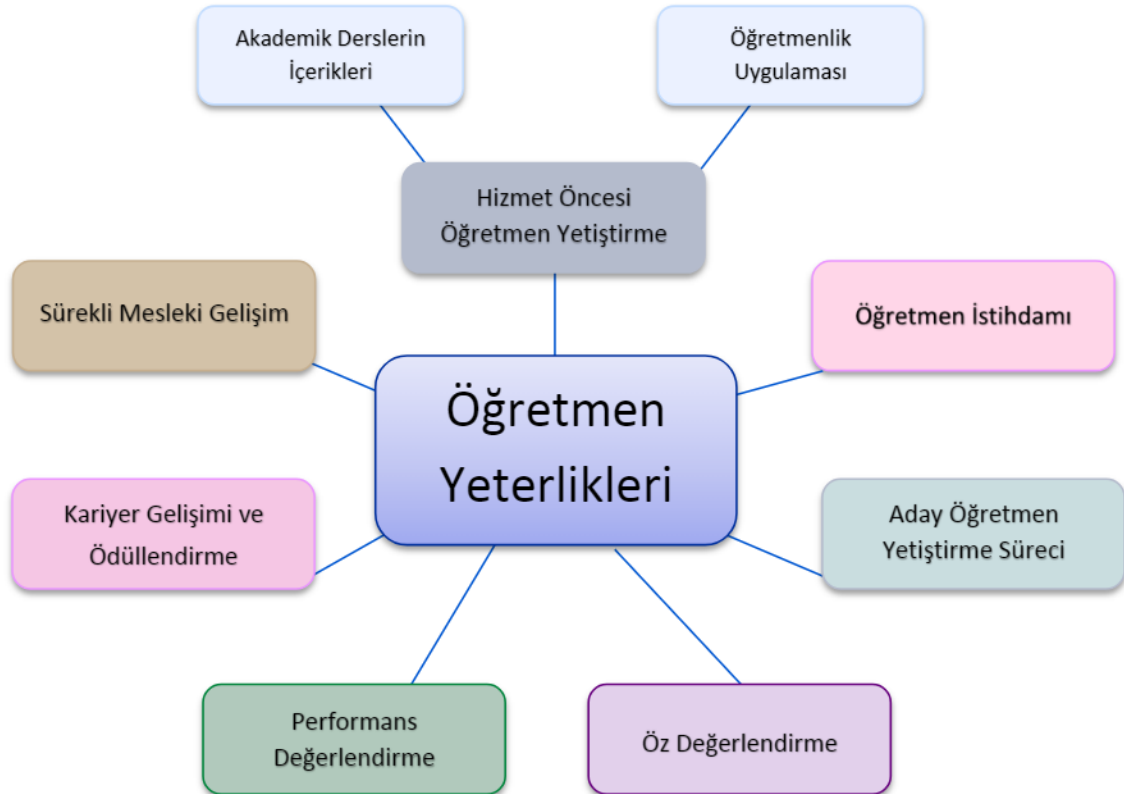 Akademik Derslerin
İçerikleri
Öğretmenlik
Uygulaması
Hizmet Öncesi
Öğretmen Yetiştirme
Sürekli Mesleki Gelişim
Öğretmen İstihdamı
Öğretmen
Yeterlikleri
Kariyer Gelişimi ve
Ödüllendirme
Aday Öğretmen
Yetiştirme Süreci
Performans
Değerlendirme
Öz Değerlendirme